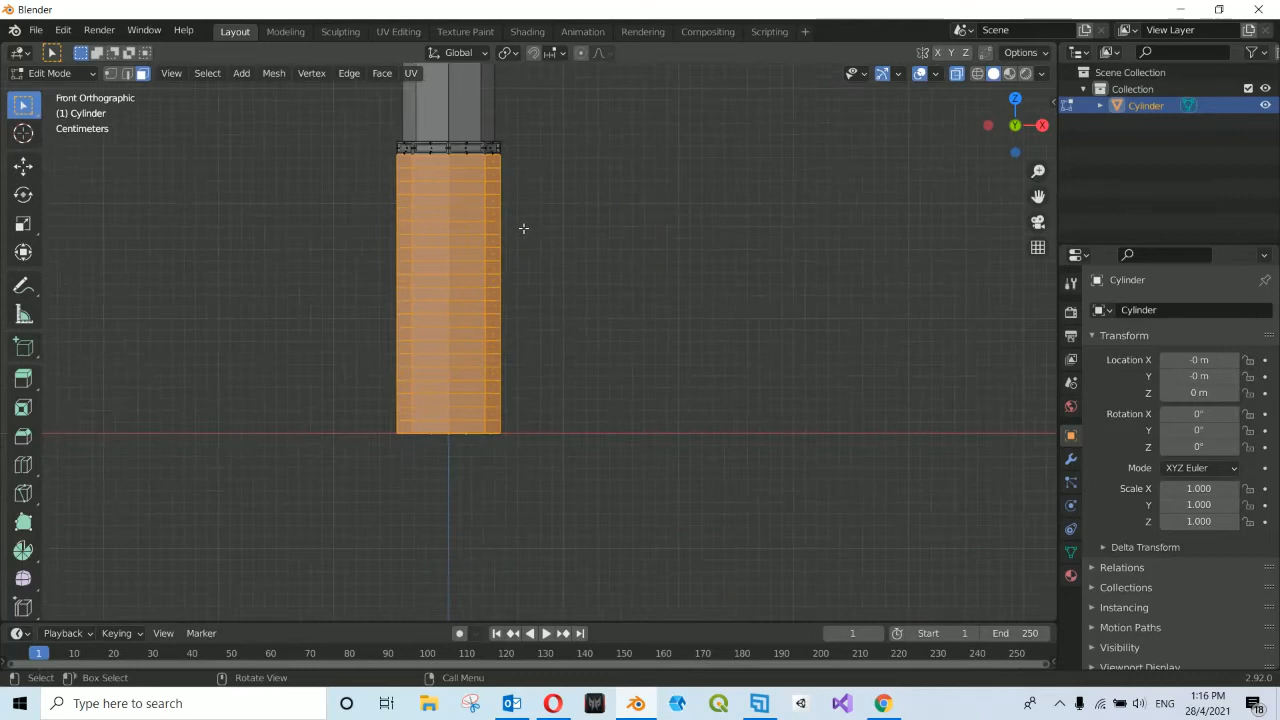 Blender
File Edit Render Window Help Layout Modeling Sculpting UV Editing Texture Paint Shading Animation Rendering Compositing Scripting + Scene View Layer
Global X Y Z Options
Edit Mode View Select Add Mesh Vertex Edge Face UV
Front Orthographic
(1) Cylinder
Centimeters
Z
Y
X
Scene Collection
Collection
Cylinder
Cylinder
Cylinder
Transform
Location X -0 m
Y -0 m
Z 0 m
Rotation X 0°
Y 0°
Z 0°
Mode XYZ Euler
Scale X 1.000
Y 1.000
Z 1.000
Delta Transform
Relations
Collections
Instancing
Motion Paths
Visibility
Viewport Display
Playback Keying View Marker 1 Start 1 End 250
1 10 20 30 40 50 60 70 80 90 100 110 120 130 140 150 160 170 180 190 200 210 220 230 240 250
Select Box Select Rotate View Call Menu 2.92.0
Type here to search ENG 1:16 PM
28/4/2021
18